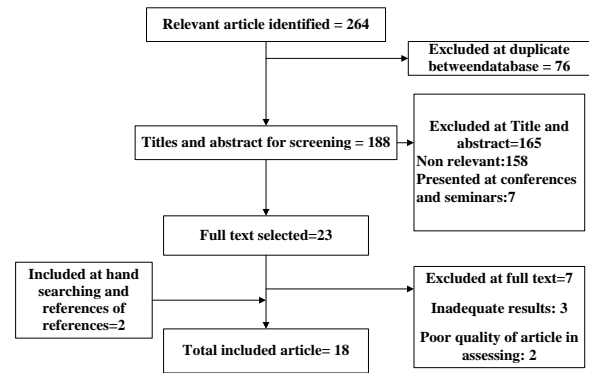 Relevant article identified = 264
Excluded at duplicate
betweendatabase = 76
Titles and abstract for screening = 188
Excluded at Title and
abstract=165
Non relevant:158
Presented at conferences
and seminars:7
Full text selected=23
Included at hand
searching and
references of
references=2
Excluded at full text=7
Inadequate results: 3
Poor quality of article in
assessing: 2
Total included article= 18